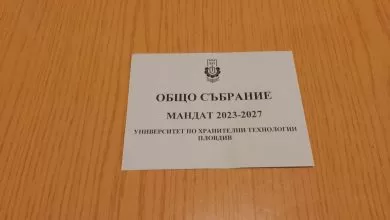 ОБЩО СЪБРАНИЕ
МАНДАТ 2023-2027
УНИВЕРСИТЕТ ПО ХРАНИТЕЛНИ ТЕХНОЛОГИИ
ПЛОВДИВ